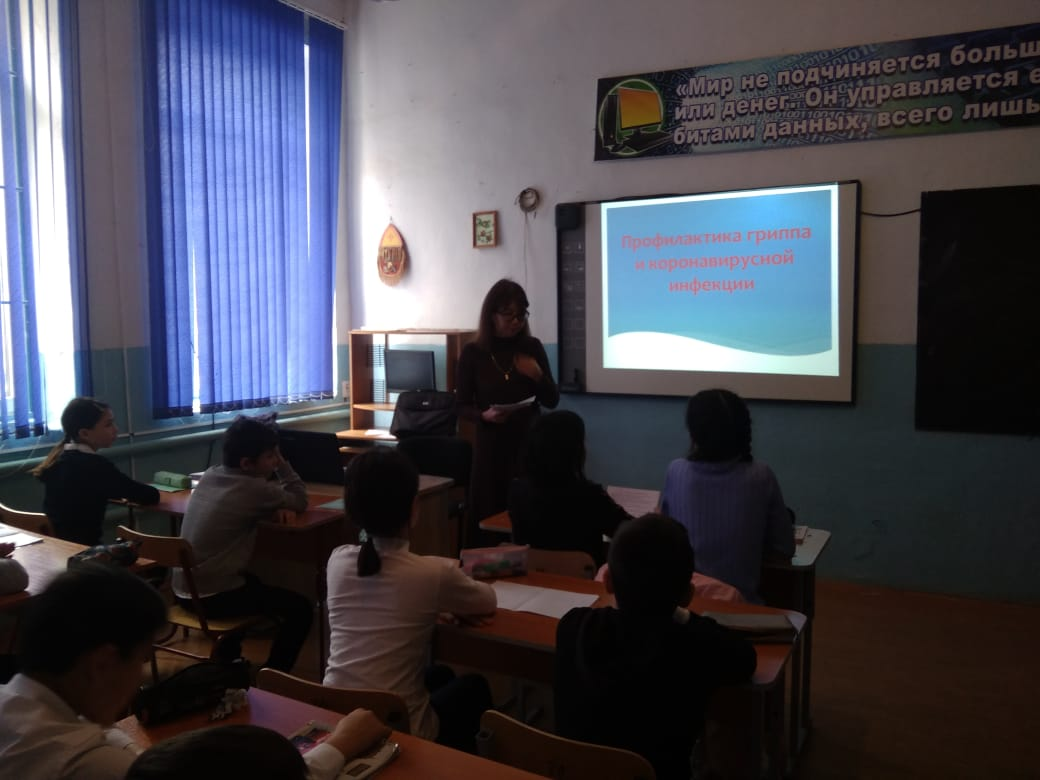 «Мир не подчиняется больш
или денег. Он управляется е
битами данных, всего лишь
Профилактика гриппа
и коронавирусной
инфекции